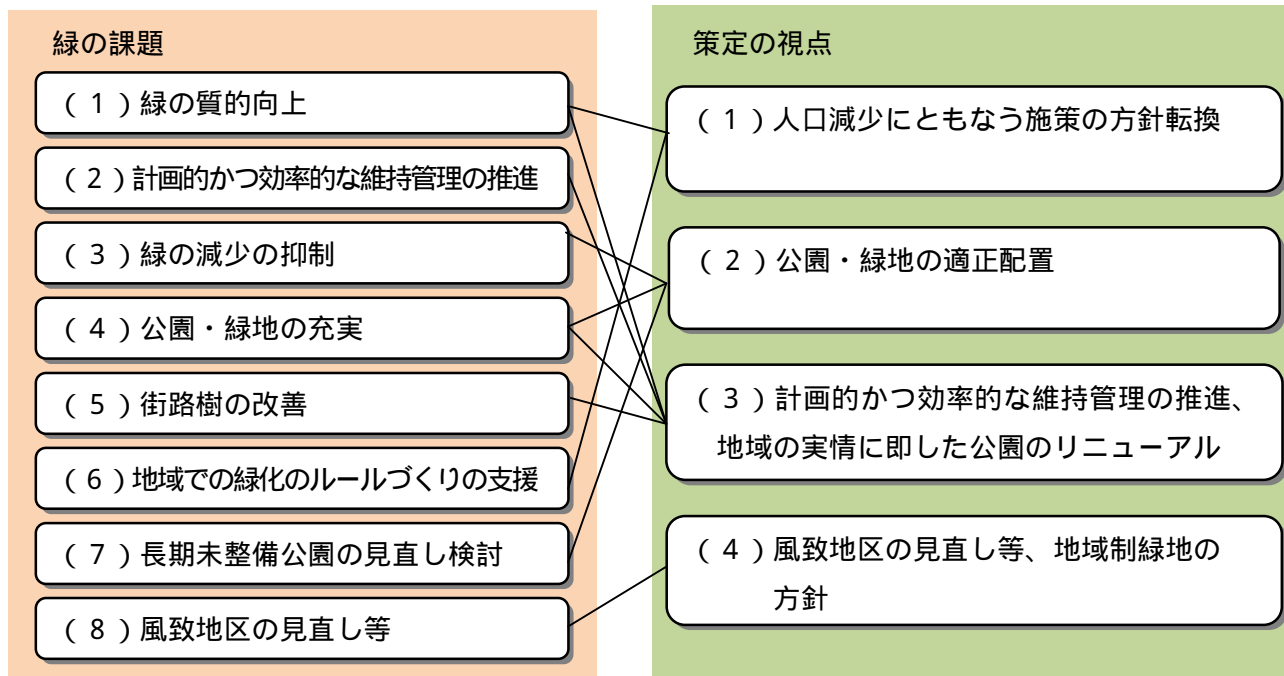 緑の課題
(1)緑の質的向上
(2)計画的かつ効率的な維持管理の推進
(3)緑の減少の抑制
(4)公園・緑地の充実
(5)街路樹の改善
(6)地域での緑化のルールづくりの支援
(7)長期未整備公園の見直し検討
(8)風致地区の見直し等
策定の視点
(1)人口減少にともなう施策の方針転換
(2)公園・緑地の適正配置
(3)計画的かつ効率的な維持管理の推進、
地域の実情に即した公園のリニューアル
(4)風致地区の見直し等、地域制緑地の
方針